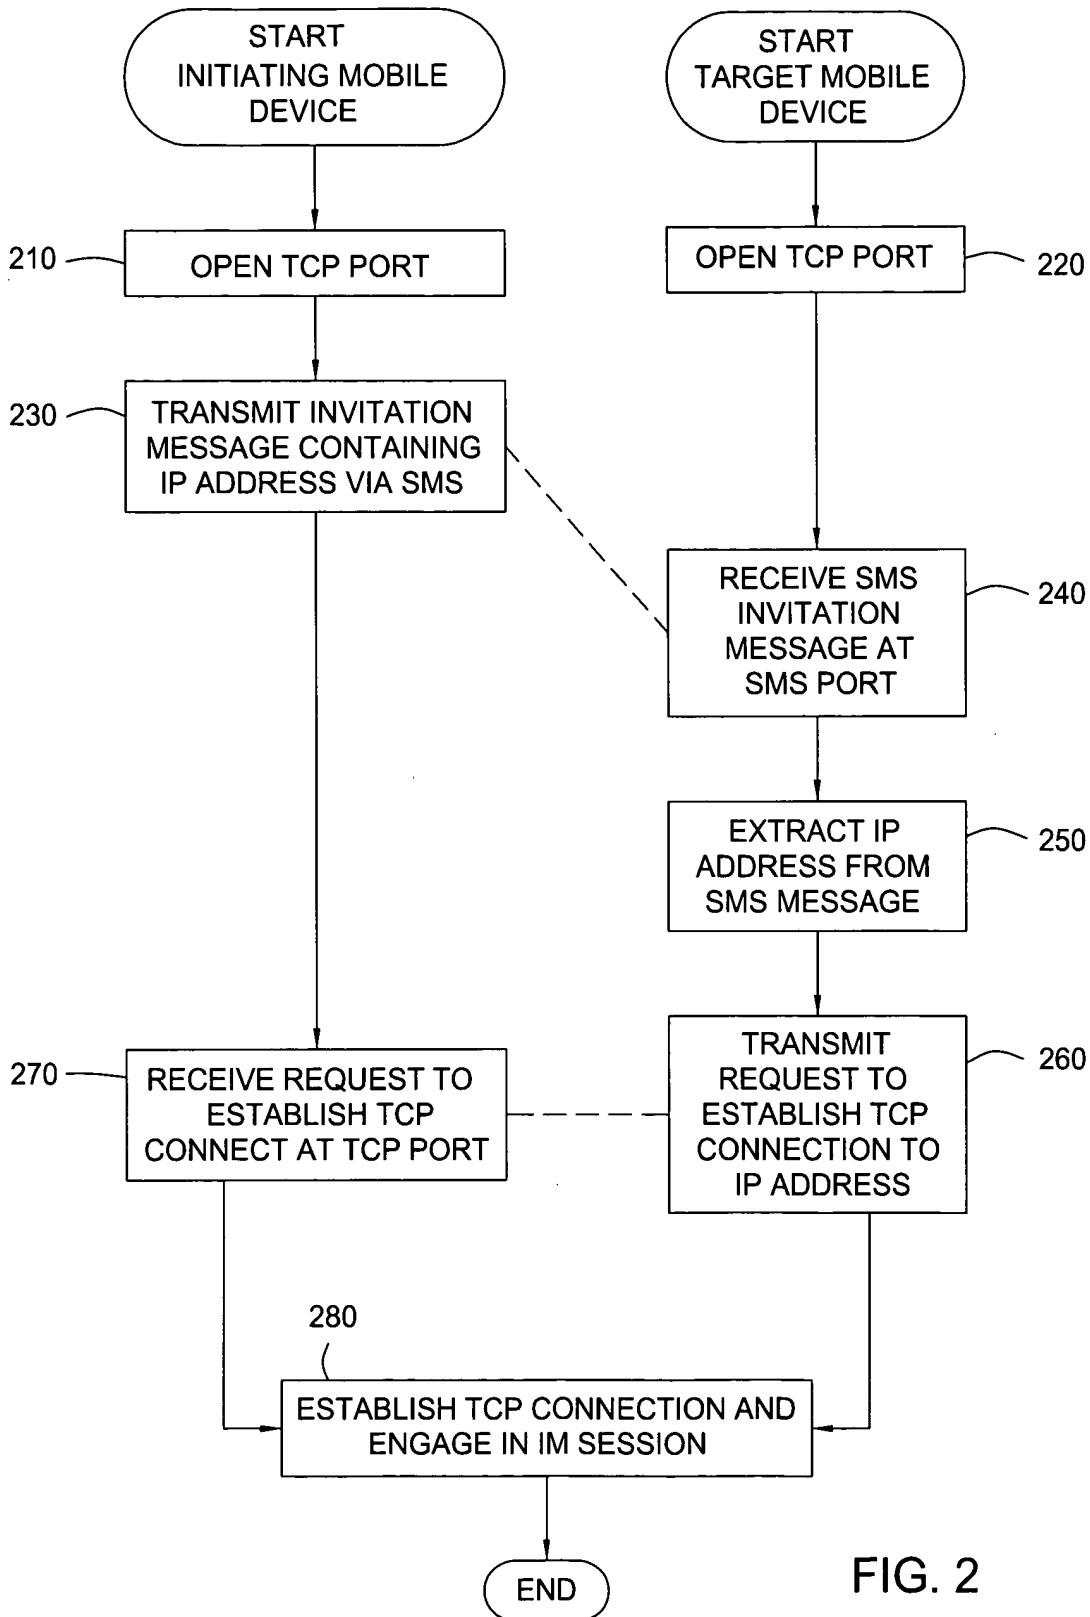 START
INITIATING MOBILE
DEVICE
START
TARGET MOBILE
DEVICE
210
OPEN TCP PORT
OPEN TCP PORT
220
230
TRANSMIT INVITATION
MESSAGE CONTAINING
IP ADDRESS VIA SMS
RECEIVE SMS
INVITATION
MESSAGE AT
SMS PORT
240
EXTRACT IP
ADDRESS FROM
SMS MESSAGE
250
TRANSMIT
REQUEST TO
ESTABLISH TCP
CONNECTION TO
IP ADDRESS
260
270
RECEIVE REQUEST TO
ESTABLISH TCP
CONNECT AT TCP PORT
280
ESTABLISH TCP CONNECTION AND
ENGAGE IN IM SESSION
END
FIG. 2